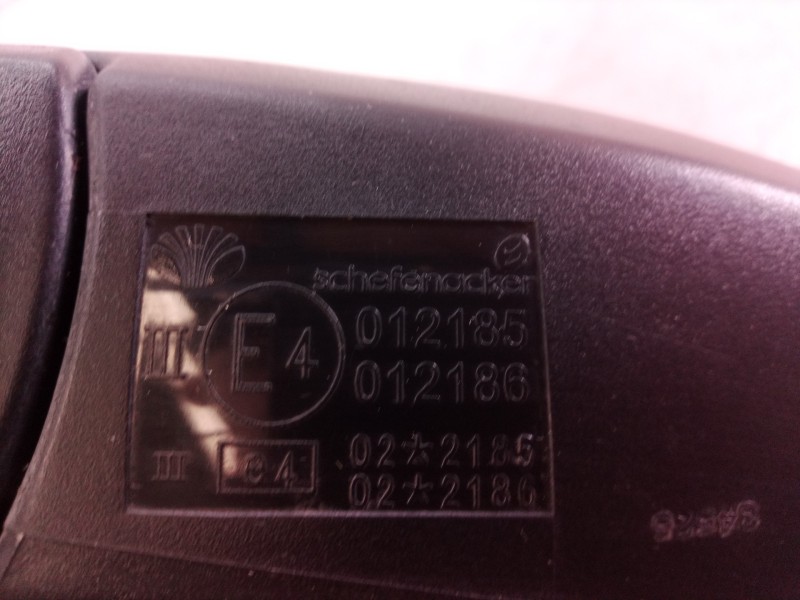 schefenacker
III E4 012185
012186
III e4 02*2185
02*2186